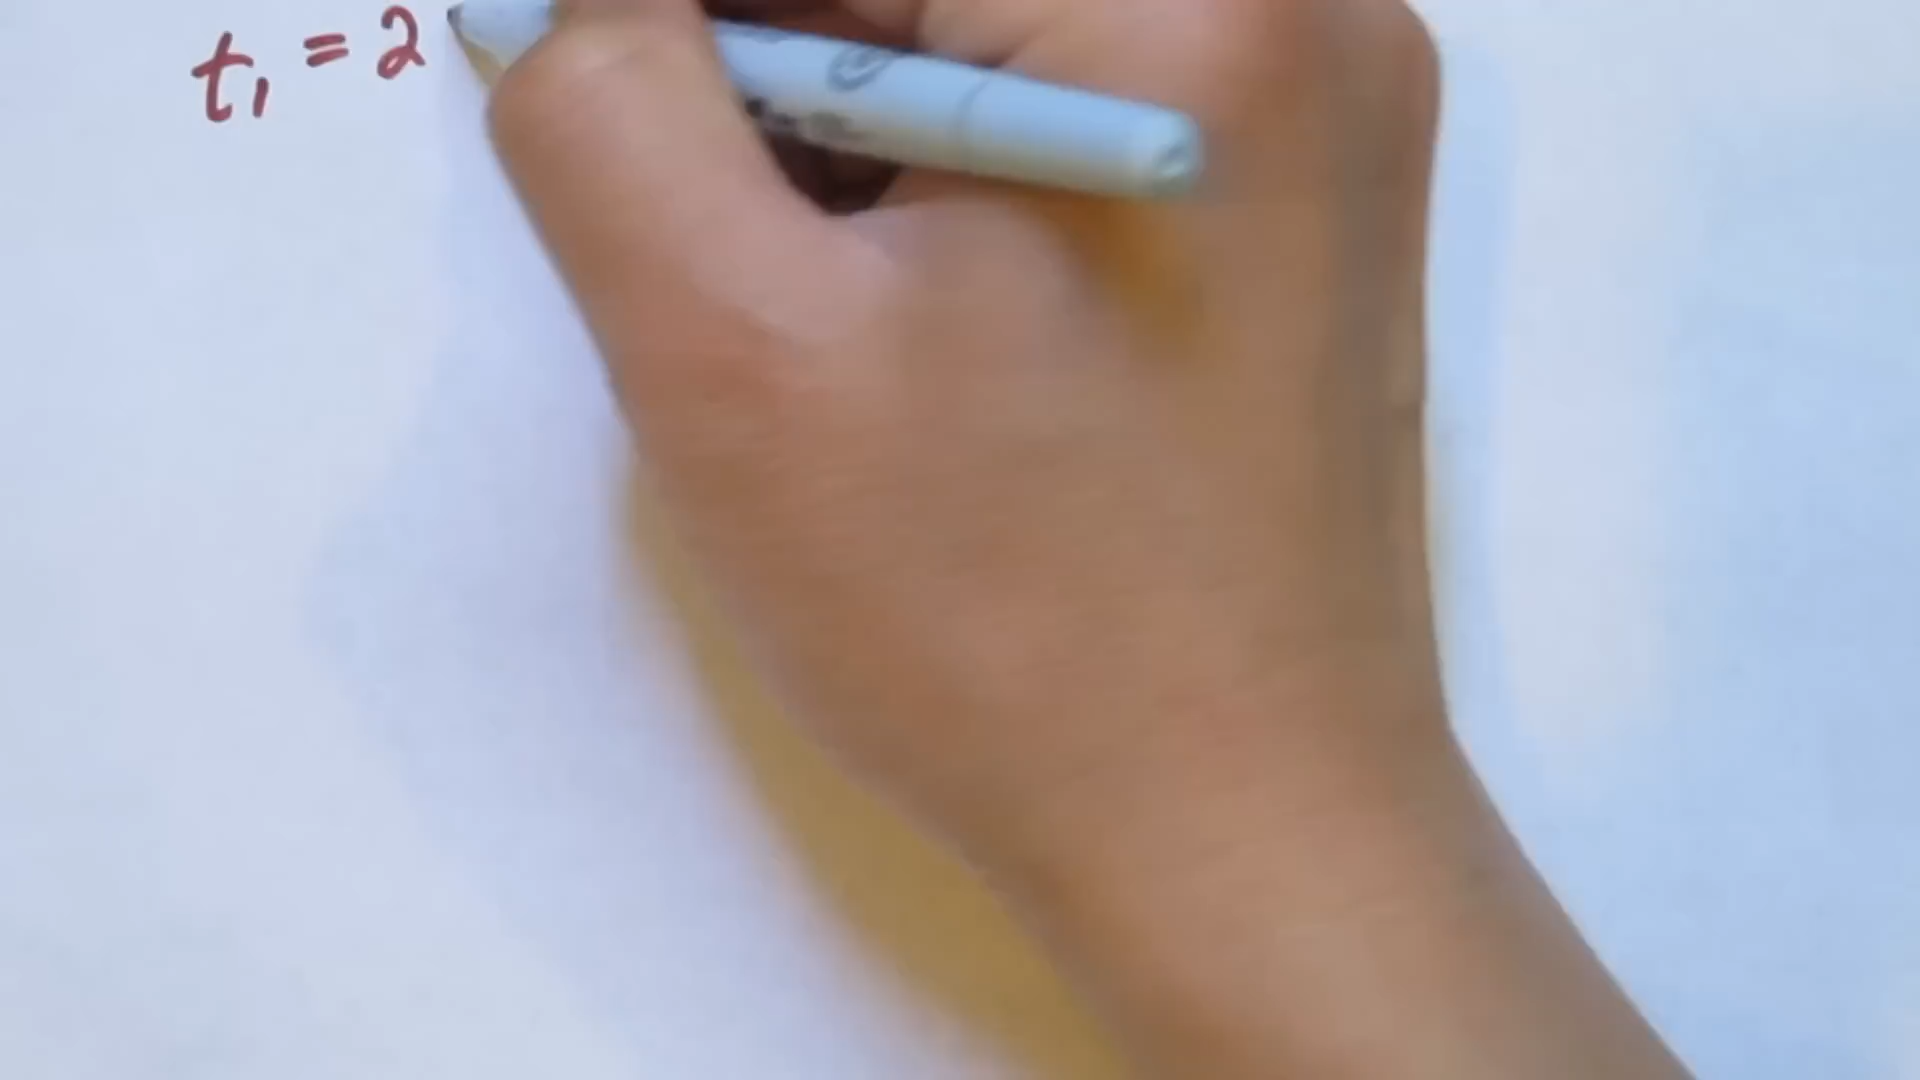 t₁ = 2